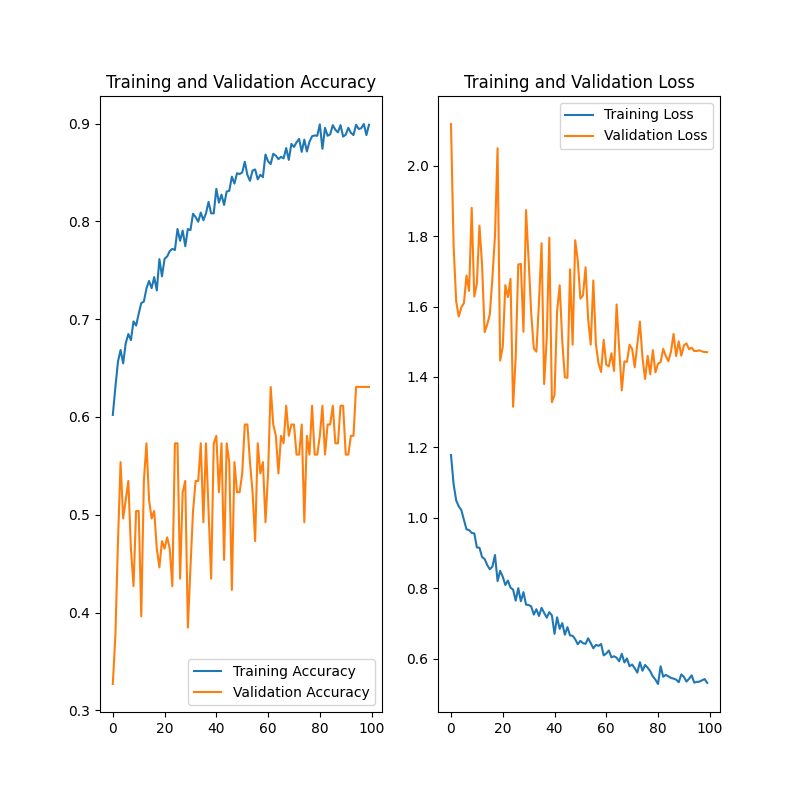 Training and Validation Accuracy
0.9
0.8
0.7
0.6
0.5
0.4
0.3
0 20 40 60 80 100
Training Accuracy
Validation Accuracy
Training and Validation Loss
2.0
1.8
1.6
1.4
1.2
1.0
0.8
0.6
0 20 40 60 80 100
Training Loss
Validation Loss